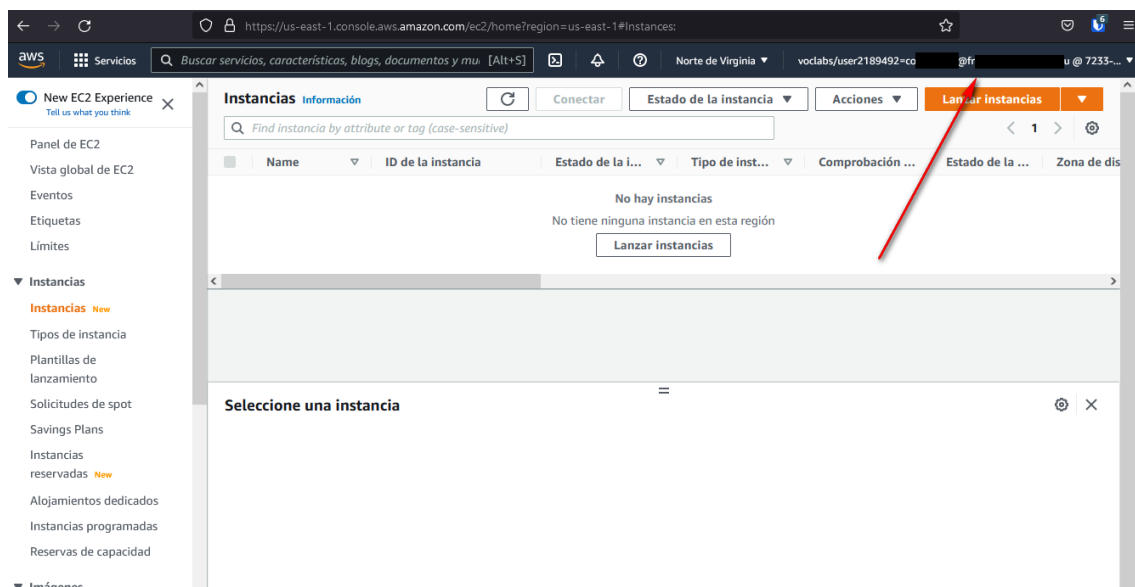 https://us-east-1.console.aws.amazon.com/ec2/home?region=us-east-1#Instances:
6
aws Servicios Buscar servicios, características, blogs, documentos y mu [Alt+S] Norte de Virginia ▼ voclabs/user2189492=co @fr u @ 7233-... ▼
New EC2 Experience
Tell us what you think
Panel de EC2
Vista global de EC2
Eventos
Etiquetas
Límites
Instancias
Instancias New
Tipos de instancia
Plantillas de
lanzamiento
Solicitudes de spot
Savings Plans
Instancias
reservadas New
Alojamientos dedicados
Instancias programadas
Reservas de capacidad
Imágenes
Instancias Información Conectar Estado de la instancia ▼ Acciones ▼ Lanzar instancias ▼
Find instancia by attribute or tag (case-sensitive) < 1 >
Name ID de la instancia Estado de la i... Tipo de inst... Comprobación ... Estado de la ... Zona de dis
No hay instancias
No tiene ninguna instancia en esta región
Lanzar instancias
Seleccione una instancia